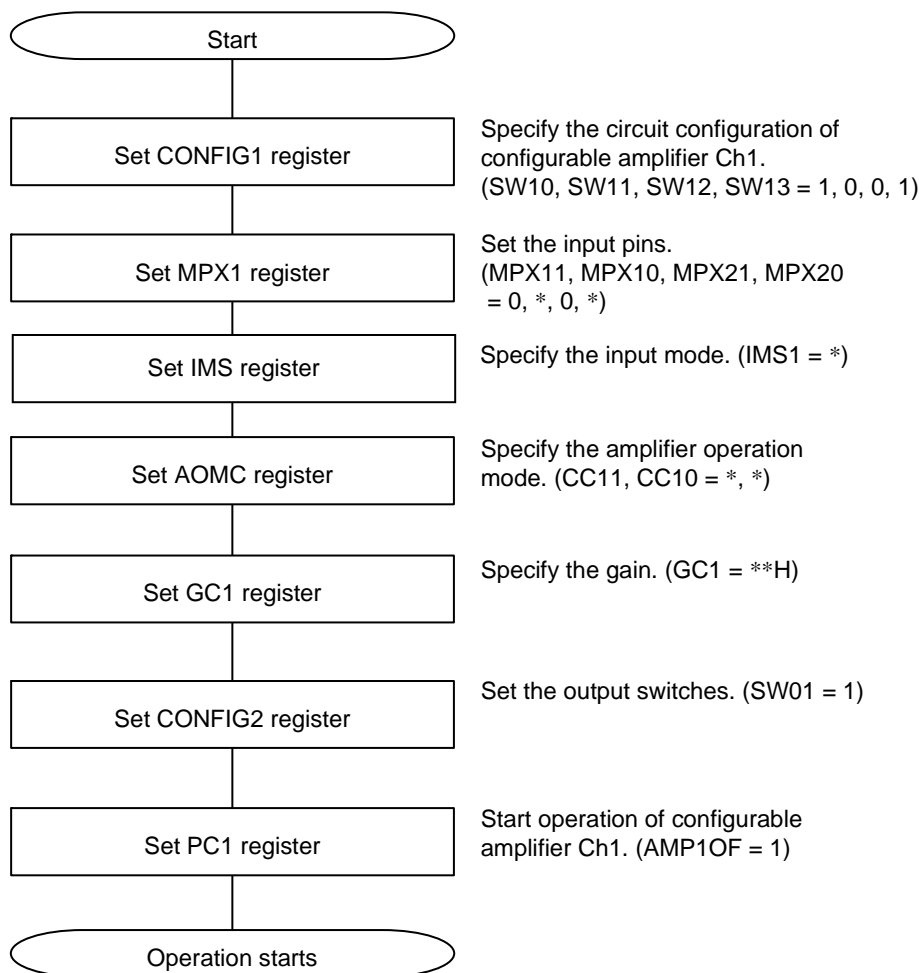 Start
Set CONFIG1 register
Specify the circuit configuration of
configurable amplifier Ch1.
(SW10, SW11, SW12, SW13 = 1, 0, 0, 1)
Set MPX1 register
Set the input pins.
(MPX11, MPX10, MPX21, MPX20
= 0, *, 0, *)
Set IMS register
Specify the input mode. (IMS1 = *)
Set AOMC register
Specify the amplifier operation
mode. (CC11, CC10 = *, *)
Set GC1 register
Specify the gain. (GC1 = **H)
Set CONFIG2 register
Set the output switches. (SW01 = 1)
Set PC1 register
Start operation of configurable
amplifier Ch1. (AMP1OF = 1)
Operation starts